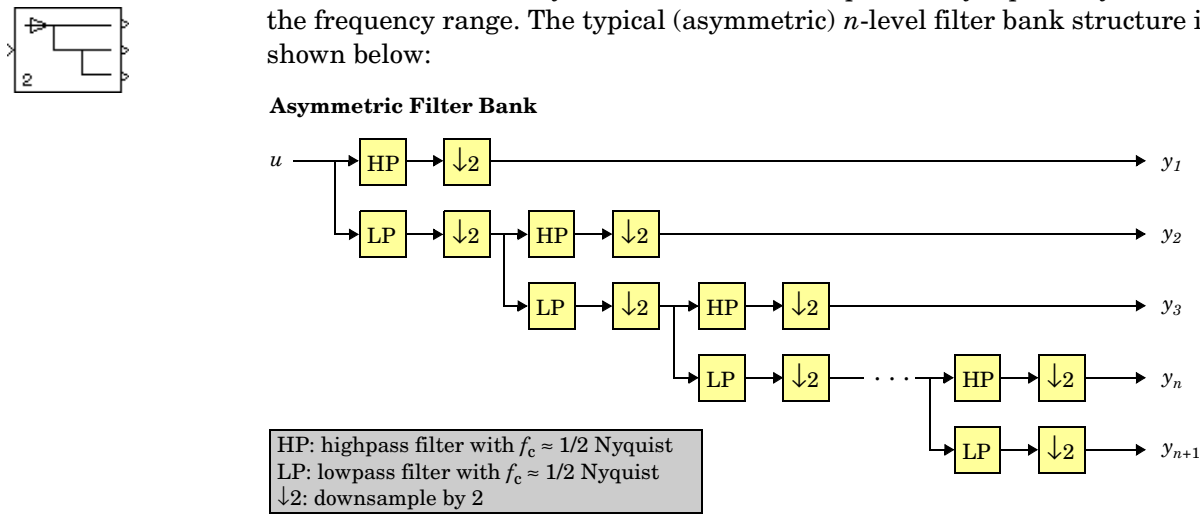 the frequency range. The typical (asymmetric) n-level filter bank structure i
shown below:
2
Asymmetric Filter Bank
u HP ↓2 y1
LP ↓2 HP ↓2 y2
LP ↓2 HP ↓2 y3
LP ↓2 · · · HP ↓2 yn
LP ↓2 yn+1
HP: highpass filter with fc ≈ 1/2 Nyquist
LP: lowpass filter with fc ≈ 1/2 Nyquist
↓2: downsample by 2